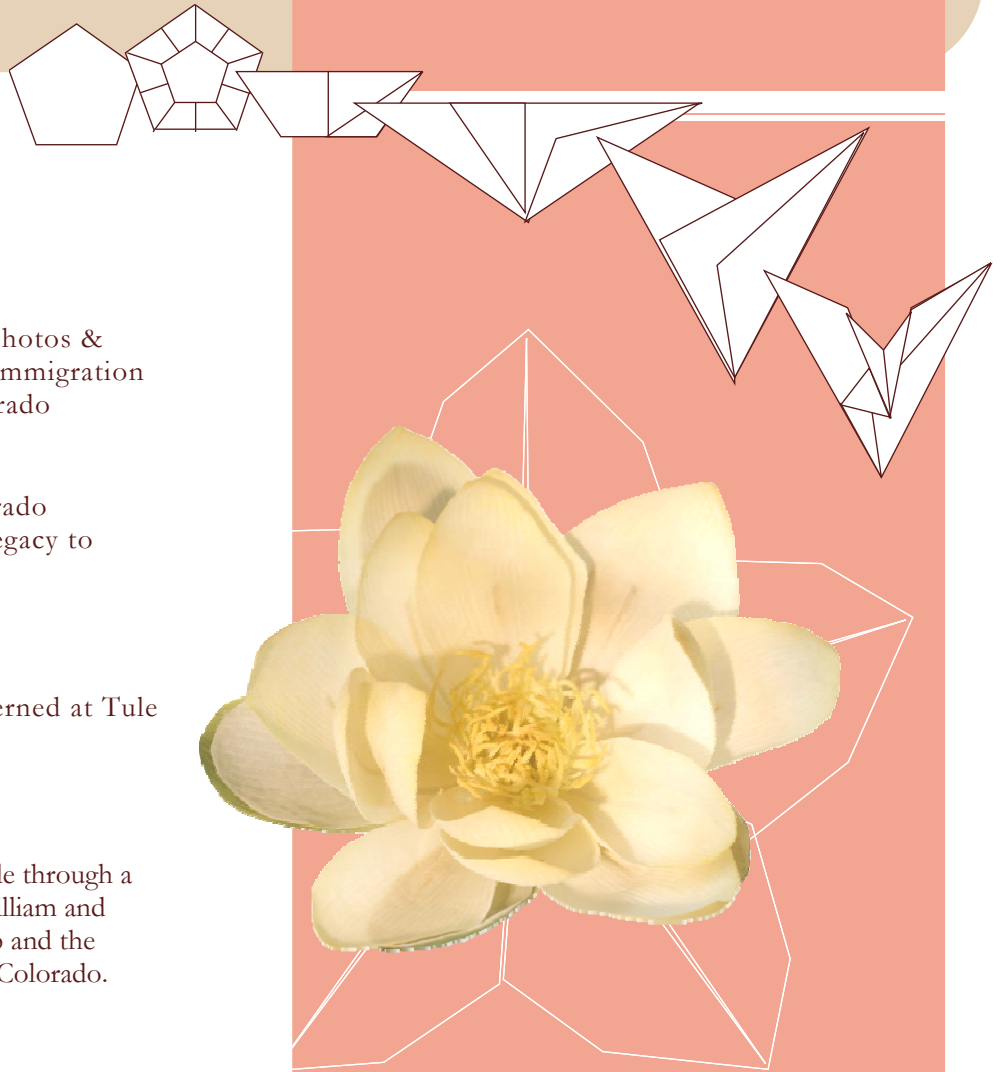 hotos &
mmigration
rado
rado
egacy to
erned at Tule
le through a
lliam and
and the
Colorado.